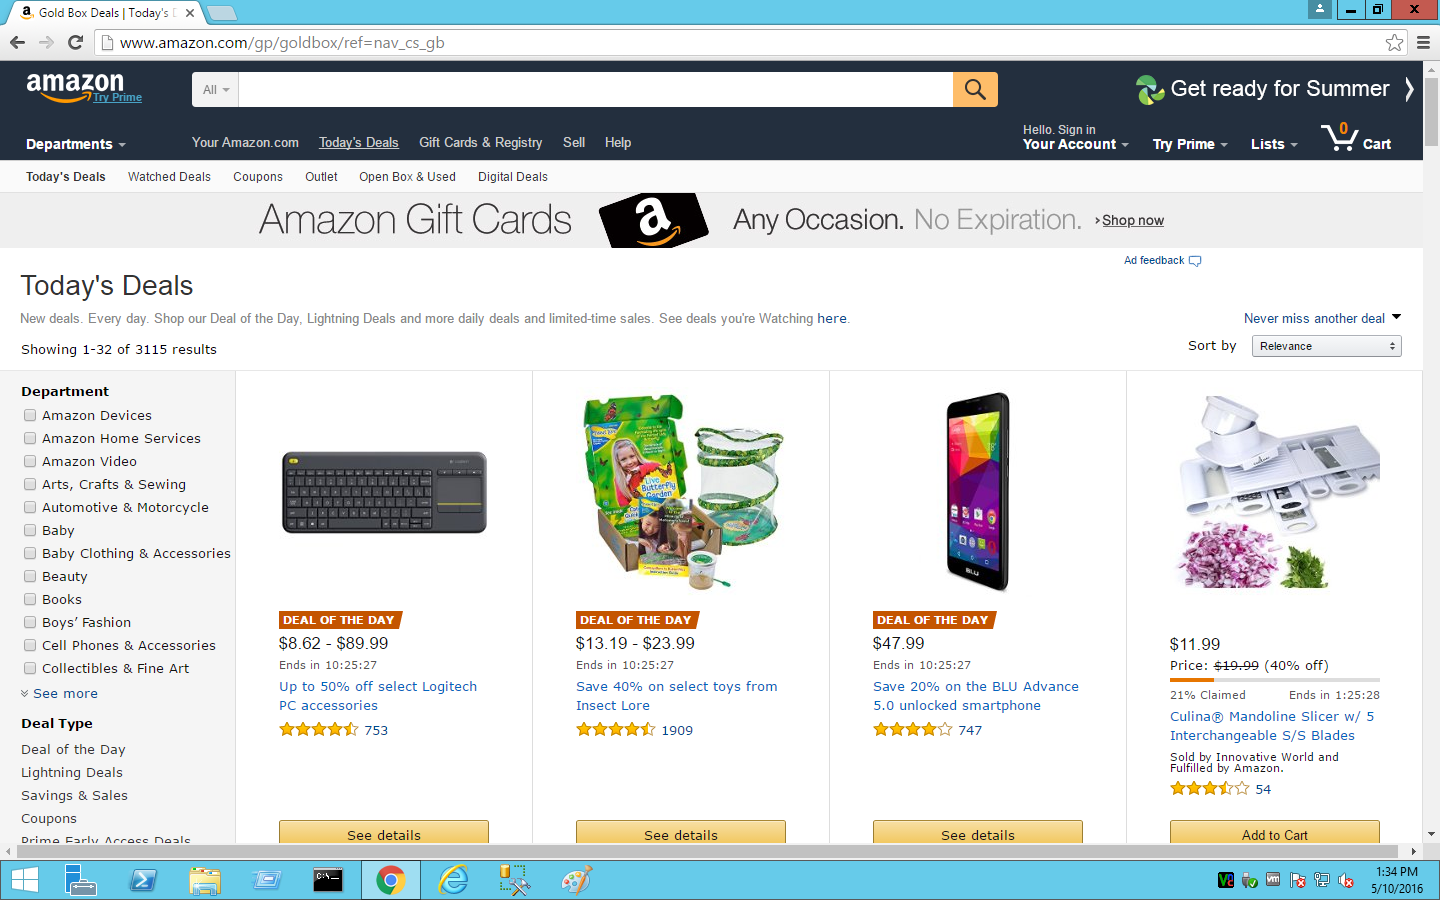 Gold Box Deals | Today's D
www.amazon.com/gp/goldbox/ref=nav_cs_gb
amazon
Try Prime
All
Get ready for Summer
Departments
Your Amazon.com
Today's Deals
Gift Cards & Registry
Sell
Help
Hello. Sign in
Your Account
Try Prime
Lists
0
Cart
Today's Deals
Watched Deals
Coupons
Outlet
Open Box & Used
Digital Deals
Amazon Gift Cards
a
Any Occasion. No Expiration.
Shop now
Ad feedback
Today's Deals
New deals. Every day. Shop our Deal of the Day, Lightning Deals and more daily deals and limited-time sales. See deals you're Watching here.
Never miss another deal
Showing 1-32 of 3115 results
Sort by
Relevance
Department
Amazon Devices
Amazon Home Services
Amazon Video
Arts, Crafts & Sewing
Automotive & Motorcycle
Baby
Baby Clothing & Accessories
Beauty
Books
Boys' Fashion
Cell Phones & Accessories
Collectibles & Fine Art
See more
Deal Type
Deal of the Day
Lightning Deals
Savings & Sales
Coupons
Prime Early Access Deals
DEAL OF THE DAY
$8.62 - $89.99
Ends in 10:25:27
Up to 50% off select Logitech
PC accessories
753
See details
Live
Butterfly
Garden
DEAL OF THE DAY
$13.19 - $23.99
Ends in 10:25:27
Save 40% on select toys from
Insect Lore
1909
See details
BLU
DEAL OF THE DAY
$47.99
Ends in 10:25:27
Save 20% on the BLU Advance
5.0 unlocked smartphone
747
See details
$11.99
Price: $19.99 (40% off)
21% Claimed
Ends in 1:25:28
Culina® Mandoline Slicer w/ 5
Interchangeable S/S Blades
Sold by Innovative World and
Fulfilled by Amazon.
54
Add to Cart
1:34 PM
5/10/2016